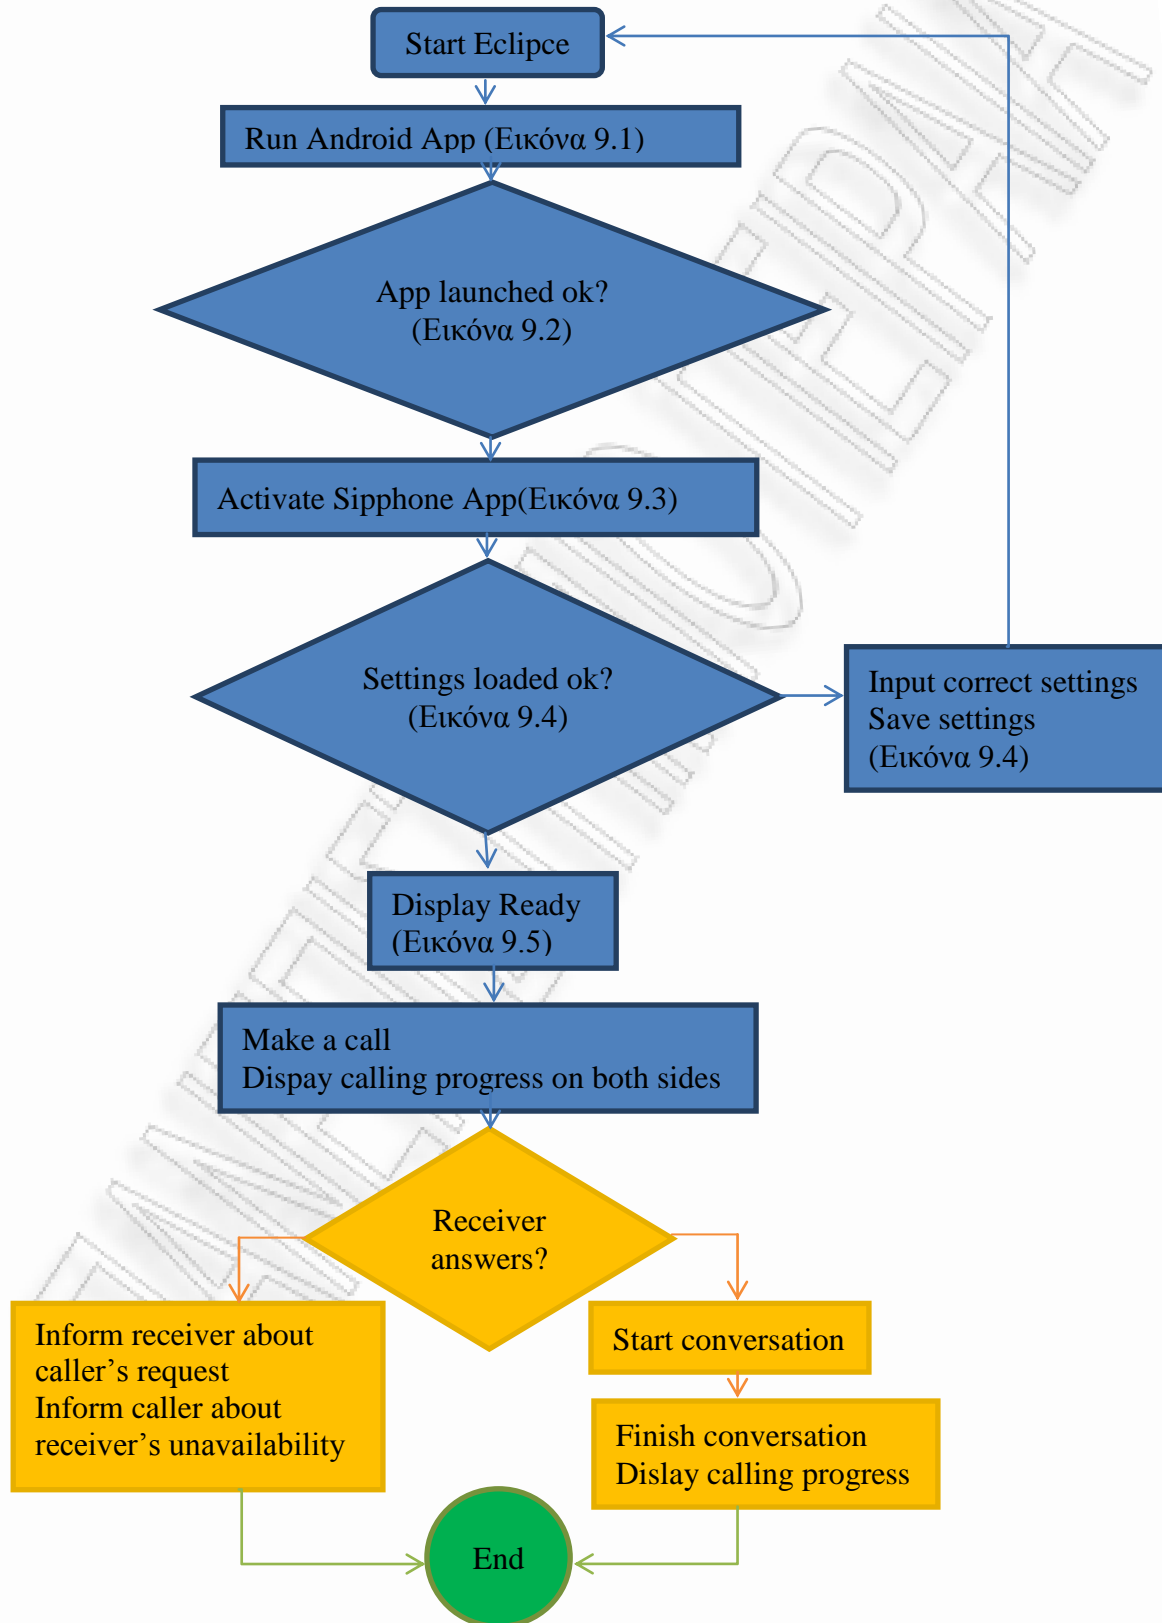 Start Eclipce
Run Android App (Εικόνα 9.1)
App launched ok?
(Εικόνα 9.2)
Activate Sipphone App(Εικόνα 9.3)
Settings loaded ok?
(Εικόνα 9.4)
Input correct settings
Save settings
(Εικόνα 9.4)
Display Ready
(Εικόνα 9.5)
Make a call
Dispay calling progress on both sides
Receiver
answers?
Inform receiver about
caller’s request
Inform caller about
receiver’s unavailability
Start conversation
Finish conversation
Dislay calling progress
End